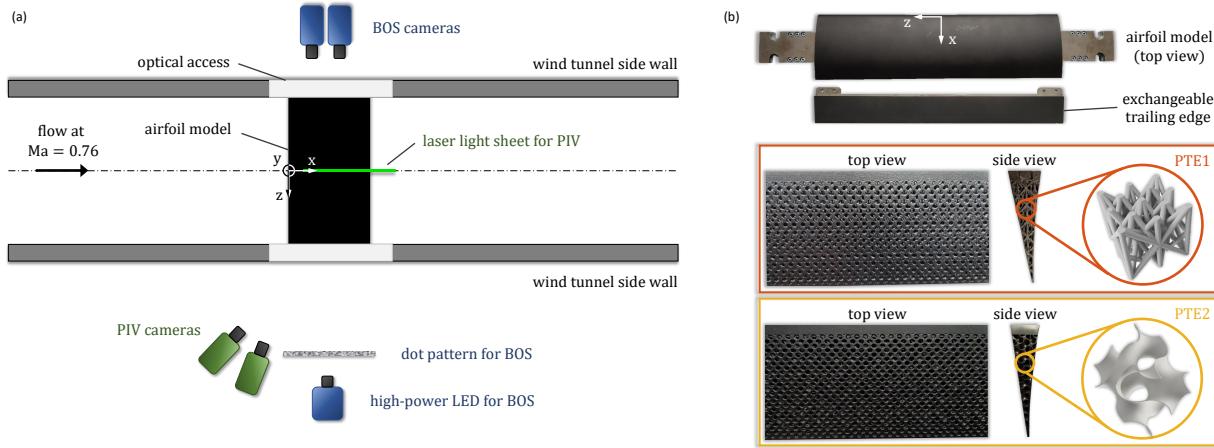 (a)
BOS cameras
optical access
wind tunnel side wall
airfoil model
flow at
Ma = 0.76
laser light sheet for PIV
y
x
z
wind tunnel side wall
PIV cameras
dot pattern for BOS
high-power LED for BOS
(b)
z
x
airfoil model
(top view)
exchangeable
trailing edge
top view
side view
PTE1
top view
side view
PTE2